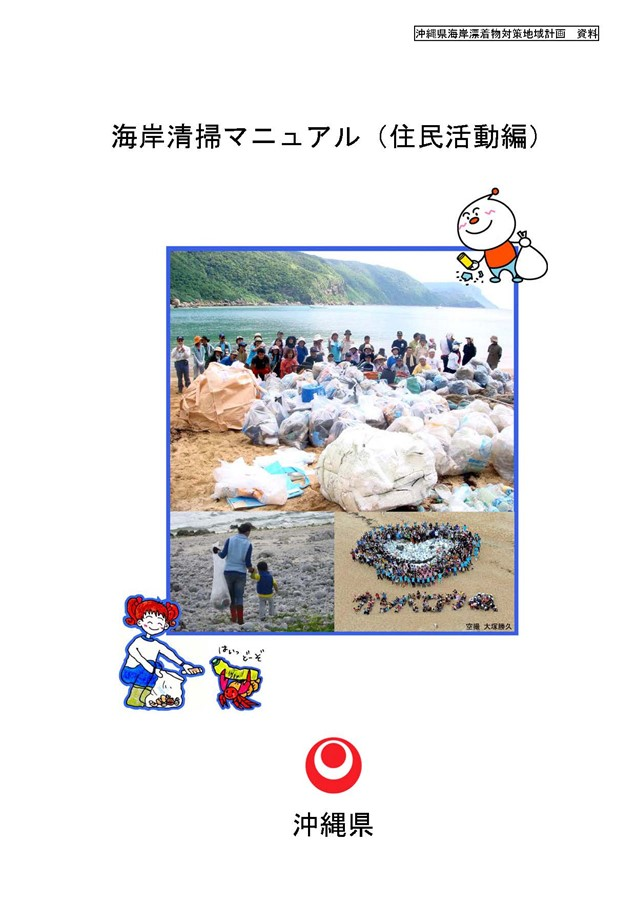 沖縄県海岸漂着物対策地域計画　資料
海岸清掃マニュアル（住民活動編）
空撮 大塚勝久
はいっ
どーぞ
沖縄県